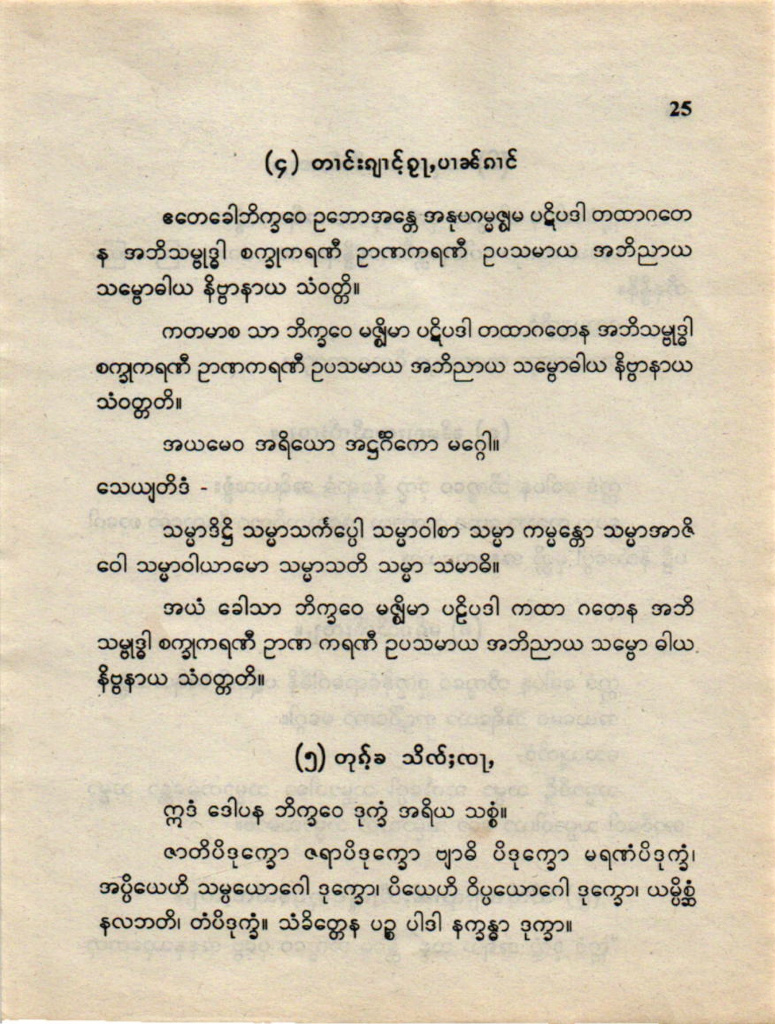 25
(၄) တၢင်းၵျၢင့်ၶူႃႇပၢၼ်ၵၢင်
ဧတေခေါဘိက္ခဝေ ဥဘောအန္တေ အနုပဂမ္မဇ္ဈိမ ပဋိပဒါ တထာဂတေ
န အဘိသမ္ဗုဒ္ဓါ စက္ခုကရဏီ ဉာဏကရဏီ ဥပသမာယ အဘိညာယ
သမ္ဗောဓါယ နိဗ္ဗာနာယ သံဝတ္တိ။
ကတမာစ သာ ဘိက္ခဝေ မဇ္ဈိမာ ပဋိပဒါ တထာဂတေန အဘိသမ္ဗုဒ္ဓါ
စက္ခုကရဏီ ဉာဏကရဏီ ဥပသမာယ အဘိညာယ သမ္ဗောဓါယ နိဗ္ဗာနာယ
သံဝတ္တတိ။
အယမေဝ အရိယော အဋ္ဌင်္ဂိကော မဂ္ဂေါ။
သေယျတိဒံ -
သမ္မာဒိဋ္ဌိ သမ္မာသင်္ကပ္ပေါ သမ္မာဝါစာ သမ္မာ ကမ္မန္တော သမ္မာအာဇိ
ဝေါ သမ္မာဝါယာမော သမ္မာသတိ သမ္မာ သမာဓိ။
အယံ ခေါသာ ဘိက္ခဝေ မဇ္ဈိမာ ပဋိပဒါ ကထာ ဂတေန အဘိ
သမ္ဗုဒ္ဓါ စက္ခုကရဏီ ဉာဏ ကရဏီ ဥပသမာယ အဘိညာယ သမ္ဗော ဓါယ
နိဗ္ဗနာယ သံဝတ္တတိ။
(၅) တုၵ့်ၶ သိၸ်ႈၸႃႇ
ဣဒံ ဒေါပန ဘိက္ခဝေ ဒုက္ခံ အရိယ သစ္စံ။
ဇာတိပိဒုက္ခော ဇရာပိဒုက္ခော ဗျာဓိ ပိဒုက္ခော မရဏံပိဒုက္ခံ၊
အပ္ပိယေဟိ သမ္ပယောဂေါ ဒုက္ခော၊ ပိယေဟိ ဝိပ္ပယောဂေါ ဒုက္ခော၊ ယမ္ပိစ္ဆံ
နလဘတိ၊ တံပိဒုက္ခံ။ သံခိတ္တေန ပဉ္စ ပါဒါ နက္ခန္ဓာ ဒုက္ခာ။